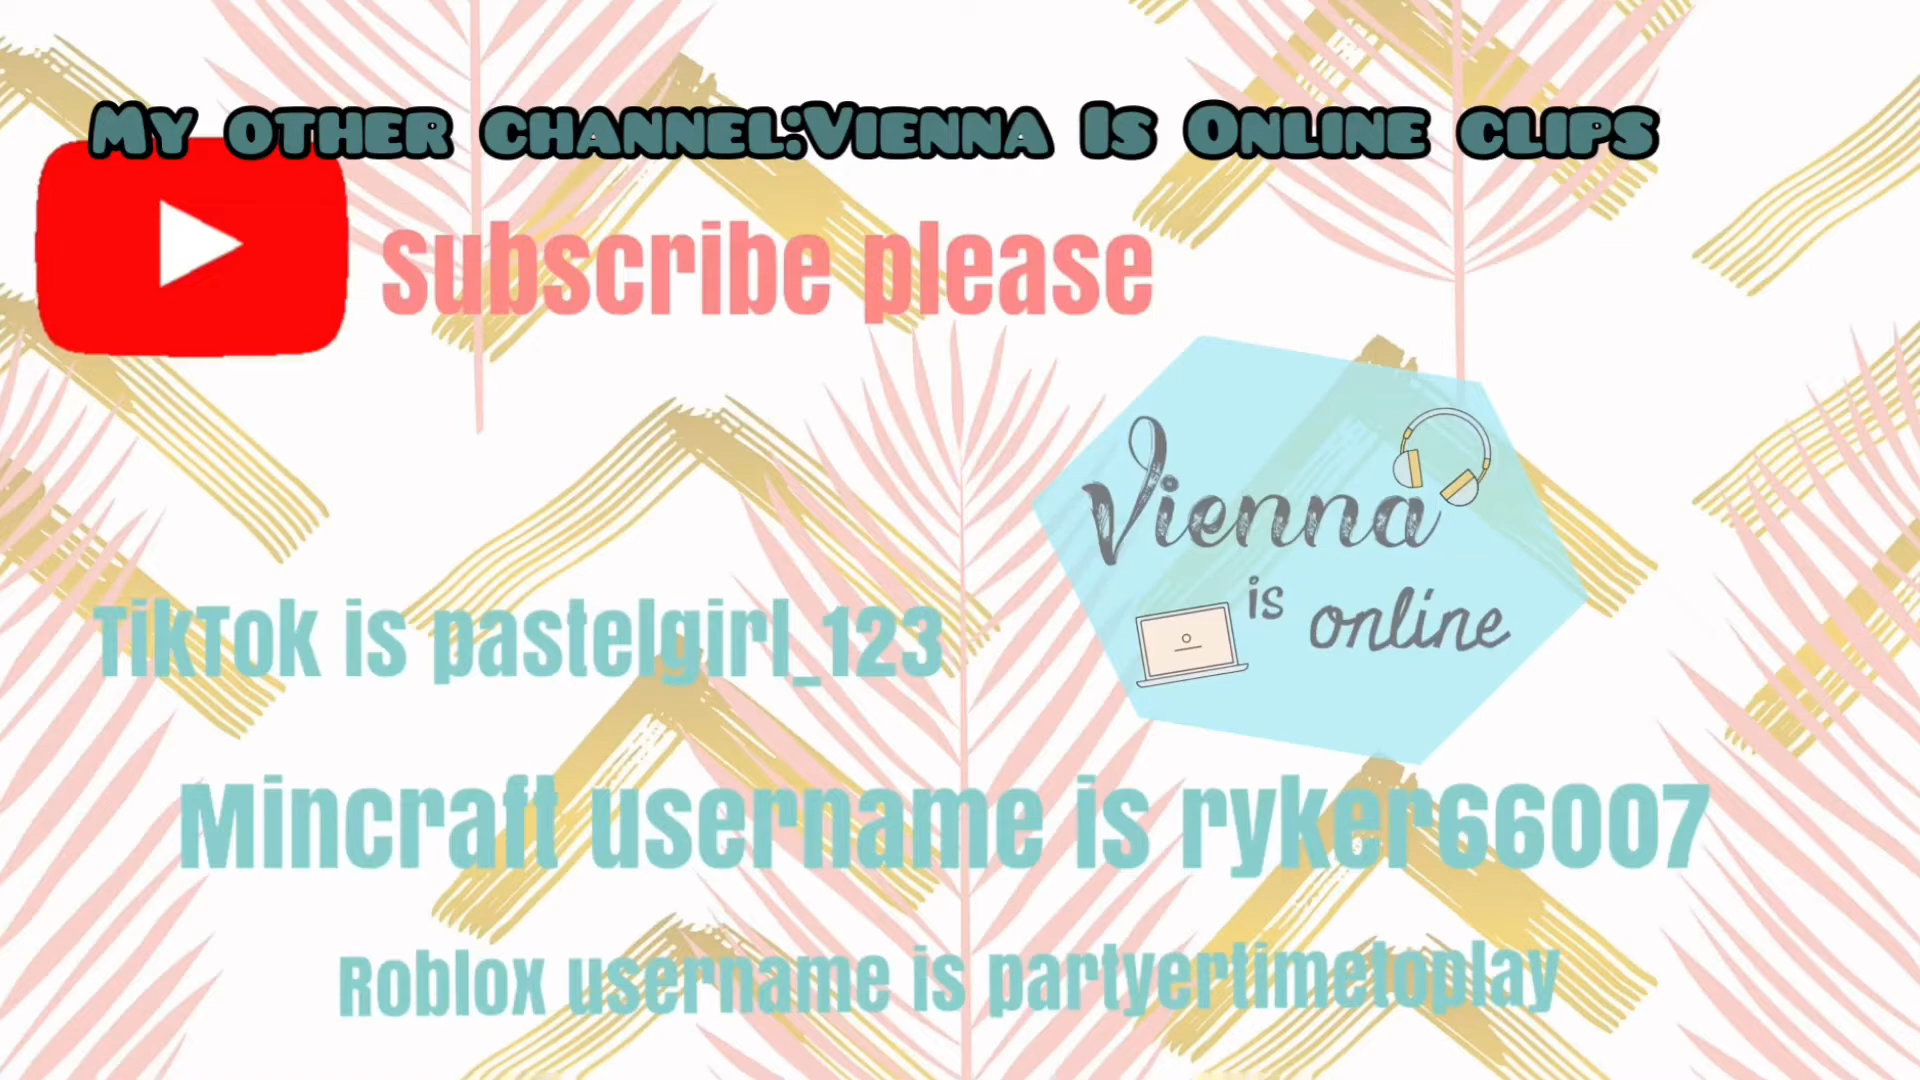 My other channel:Vienna Is Online clips
Subscribe please
Vienna
is online
TikTok is pastelgirl_123
Mincraft username is ryker66007
Roblox username is partyertimetoplay